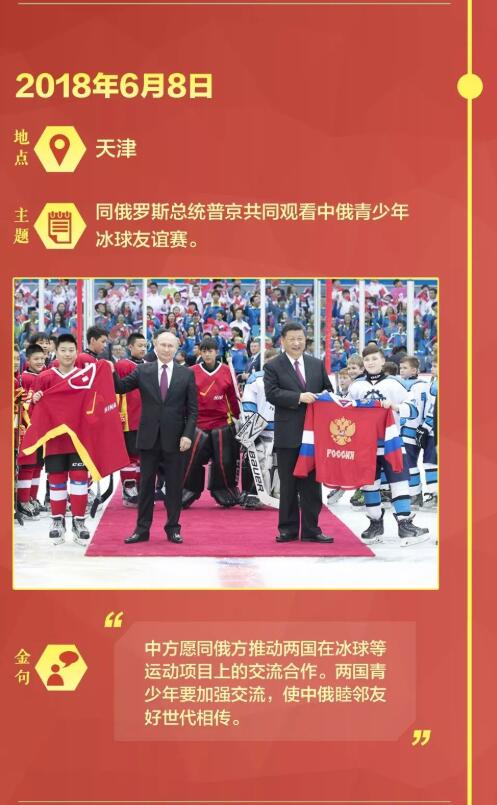 2018年6月8日
地点
天津
主题
同俄罗斯总统普京共同观看中俄青少年
冰球友谊赛。
РОССИЯ
BAUER
金句
“
中方愿同俄方推动两国在冰球等
运动项目上的交流合作。两国青
少年要加强交流，使中俄睦邻友
好世代相传。
”